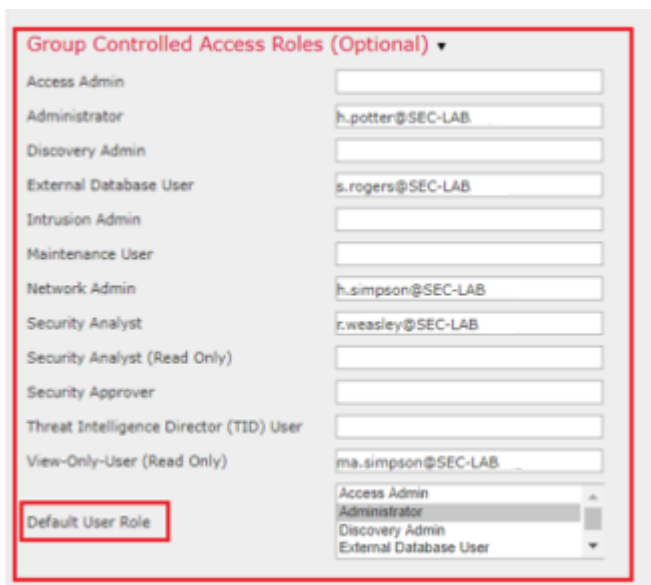 Group Controlled Access Roles (Optional) ▾
Access Admin
Administrator h.potter@SEC-LAB
Discovery Admin
External Database User s.rogers@SEC-LAB
Intrusion Admin
Maintenance User
Network Admin h.simpson@SEC-LAB
Security Analyst r.weasley@SEC-LAB
Security Analyst (Read Only)
Security Approver
Threat Intelligence Director (TID) User
View-Only-User (Read Only) ma.simpson@SEC-LAB
Default User Role
Access Admin
Administrator
Discovery Admin
External Database User